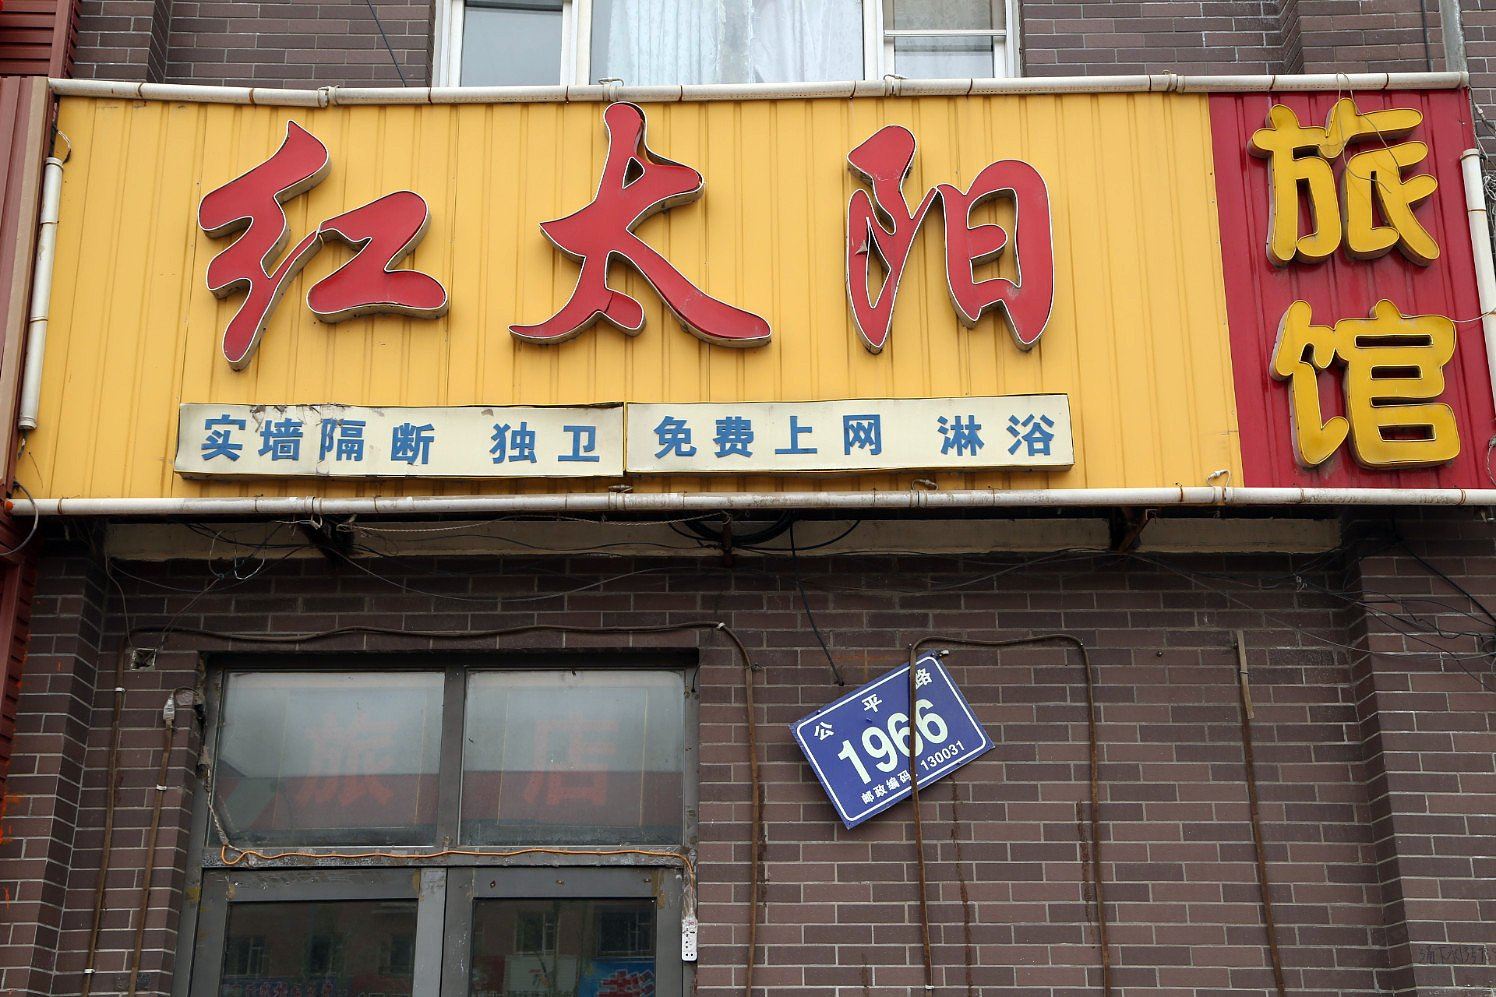 红太阳
旅馆
实墙隔断 独卫 免费上网 淋浴
公平路
1966
邮政编码：130031
旅店